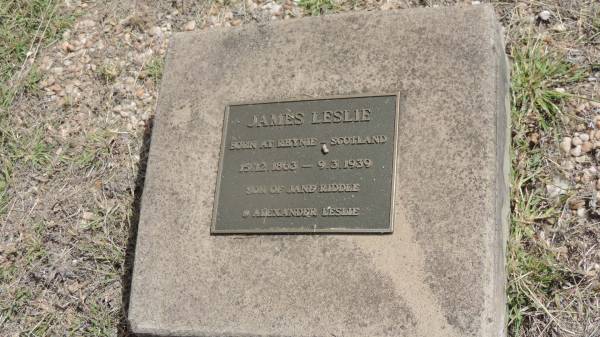 JAMES LESLIE
BORN AT RHYNIE SCOTLAND
15.12.1863 – 9.3.1939
SON OF JANE RIDDLE
& ALEXANDER LESLIE